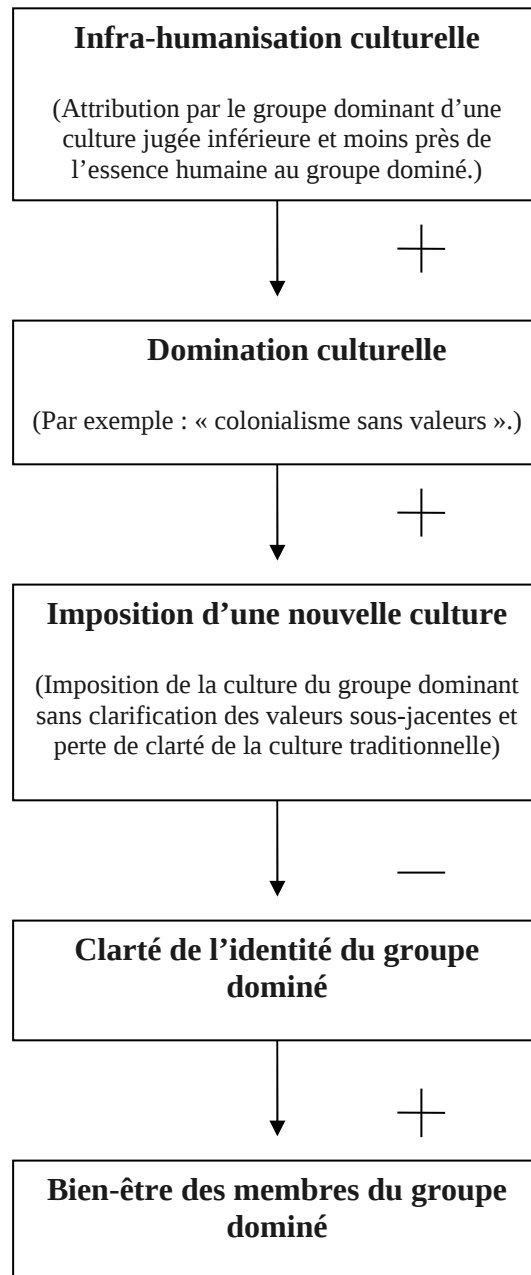 Infra-humanisation culturelle
(Attribution par le groupe dominant d’une
culture jugée inférieure et moins près de
l’essence humaine au groupe dominé.)
+
Domination culturelle
(Par exemple : « colonialisme sans valeurs ».)
+
Imposition d’une nouvelle culture
(Imposition de la culture du groupe dominant
sans clarification des valeurs sous-jacentes et
perte de clarté de la culture traditionnelle)
—
Clarté de l’identité du groupe
dominé
+
Bien-être des membres du groupe
dominé